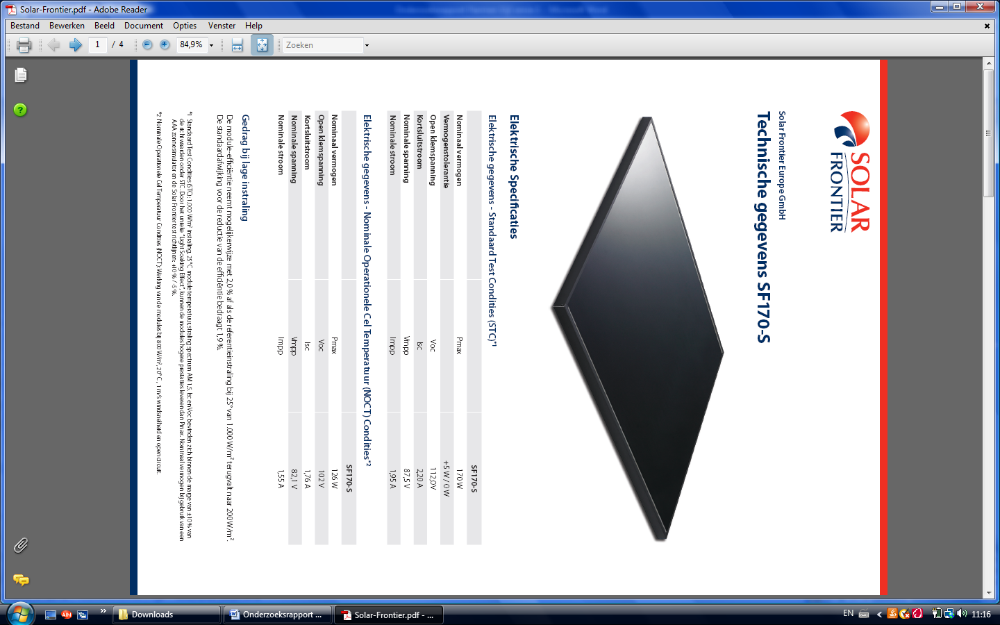 Solar-Frontier.pdf - Adobe Reader
Bestand Bewerken Beeld Document Opties Venster Help
1 / 4 84,9% Zoeken
SOLAR
FRONTIER
Solar Frontier Europe GmbH
Technische gegevens SF170-S
Elektrische Specificaties
Elektrische gegevens - Standaard Test Condities (STC)*1
SF170-S
Nominaal vermogen Pmax 170 W
Vermogenstolerantie +5 W / 0 W
Open klemspanning Voc 112,0 V
Kortsluitstroom Isc 2,20 A
Nominale spanning Vmpp 87,5 V
Nominale stroom Impp 1,95 A
Elektrische gegevens - Nominale Operationele Cel Temperatuur (NOCT) Condities*2
SF170-S
Nominaal vermogen Pmax 126 W
Open klemspanning Voc 102 V
Kortsluitstroom Isc 1,76 A
Nominale spanning Vmpp 82,1 V
Nominale stroom Impp 1,55 A
Gedrag bij lage instraling
De module-efficiëntie neemt mogelijkerwijze met 2,0 % af als de referentieinstraling bij 25° van 1.000 W/m² terugvalt naar 200 W/m².
De standaardafwijking voor de reductie van de efficiëntie bedraagt 1,9 %.
*1 Standaard Test Condities (STC): 1.000 W/m² instraling, 25° C moduletemperatuur, straling spectrum AM 1.5. Isc en Voc bevinden zich binnen de marge van ±10 % van
de richtwaarden onder STC. Door het unieke "Light Soaking Effect", kunnen de modules hogere prestaties leveren dan Pmax. Nominaal vermogen bij gebruik van een
AAA zonnesimulator en de Solar Frontier test richtlijnen: +10 % / -5 %.
*2 Nominale Operationele Cel Temperatuur Condities (NOCT): Werking van de modules bij 800 W/m², 20° C, 1 m/s windsnelheid en open circuit.
Downloads Onderzoeksrapport ... Solar-Frontier.pdf - ... EN 11:16